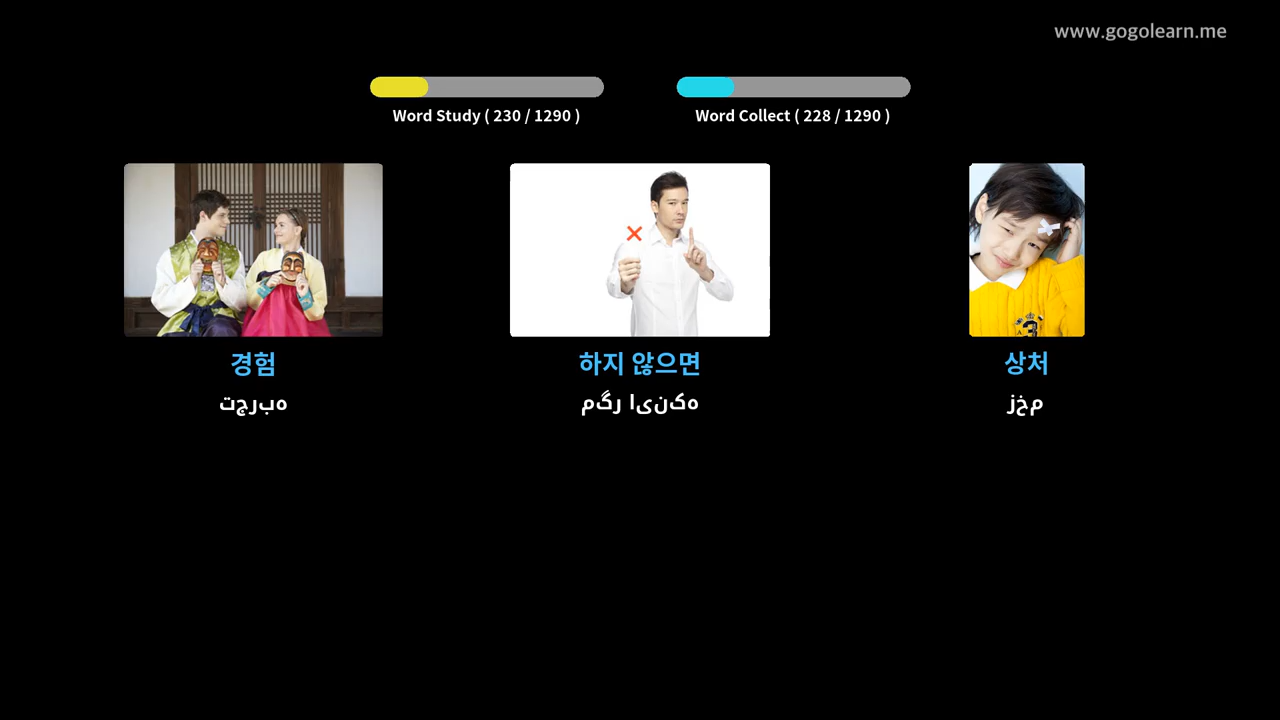 www.gogolearn.me
Word Study ( 230 / 1290 )
Word Collect ( 228 / 1290 )
경험
하지 않으면
상처
تجربه
مگر اینکه
زخم